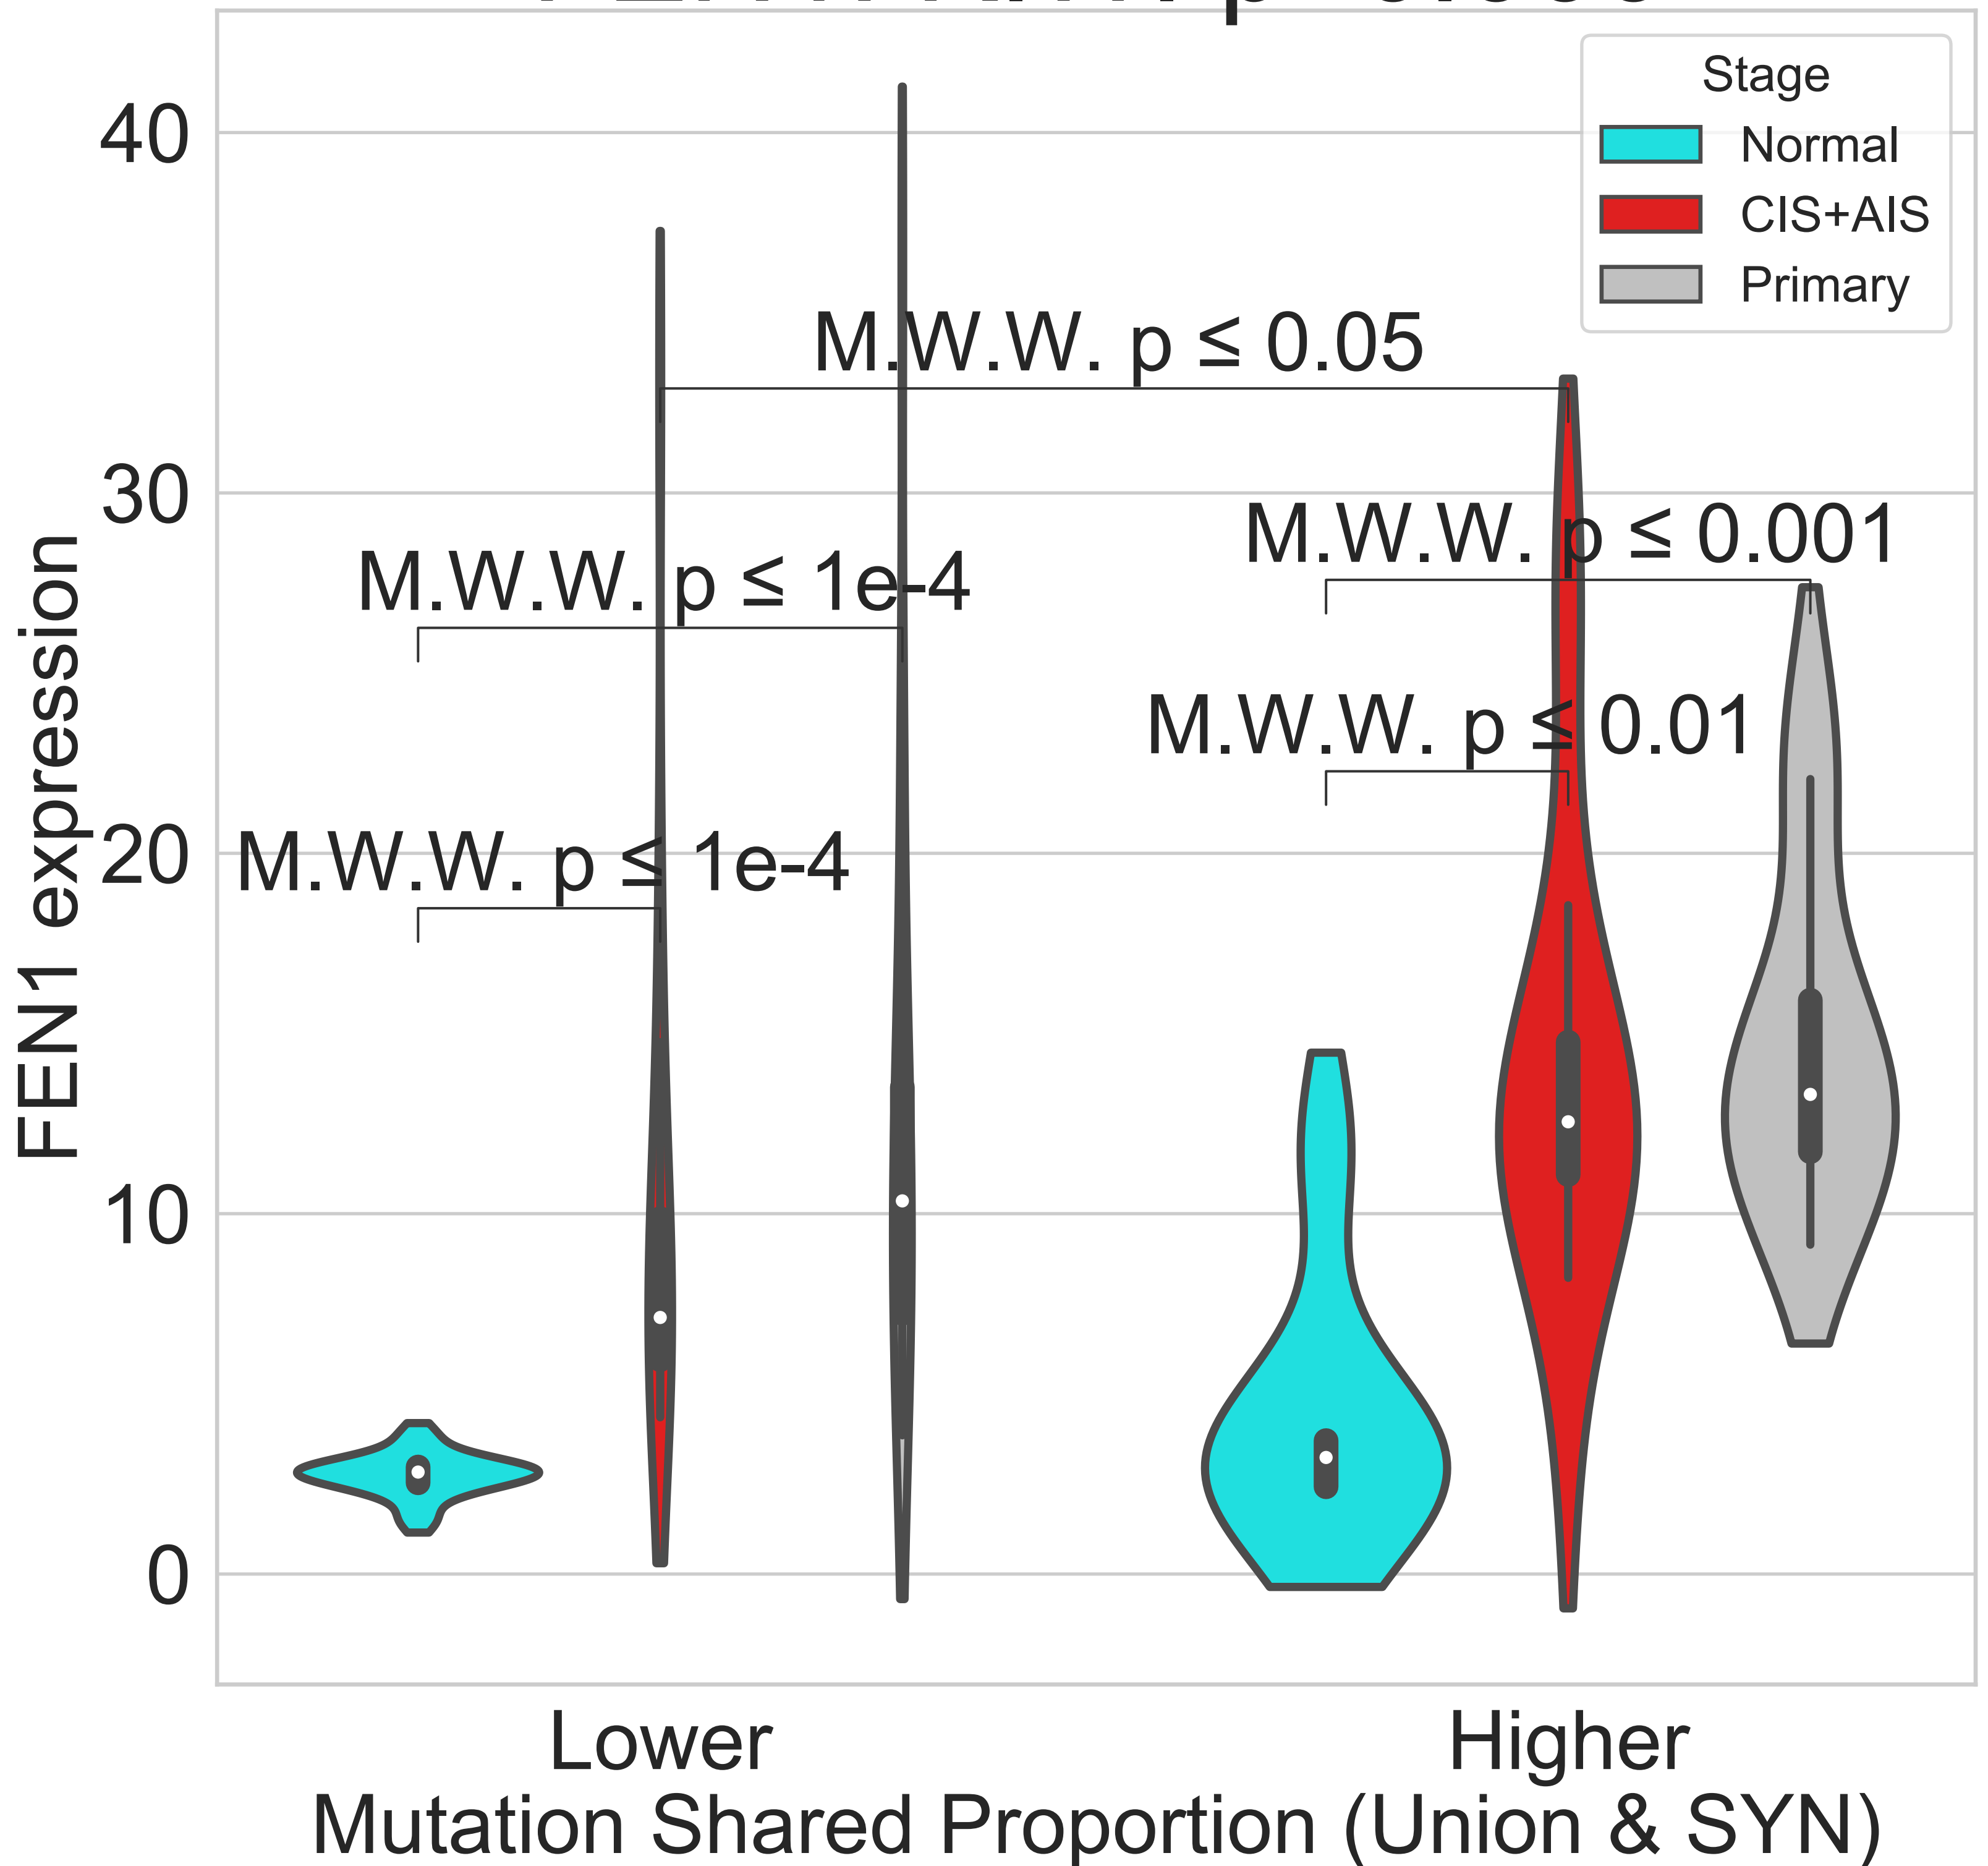 Stage
Normal
CIS+AIS
Primary
40
30
20
10
0
FEN1 expression
M.W.W. p ≤ 0.05
M.W.W. p ≤ 0.001
M.W.W. p ≤ 1e-4
M.W.W. p ≤ 0.01
M.W.W. p ≤ 1e-4
Lower
Higher
Mutation Shared Proportion (Union & SYN)